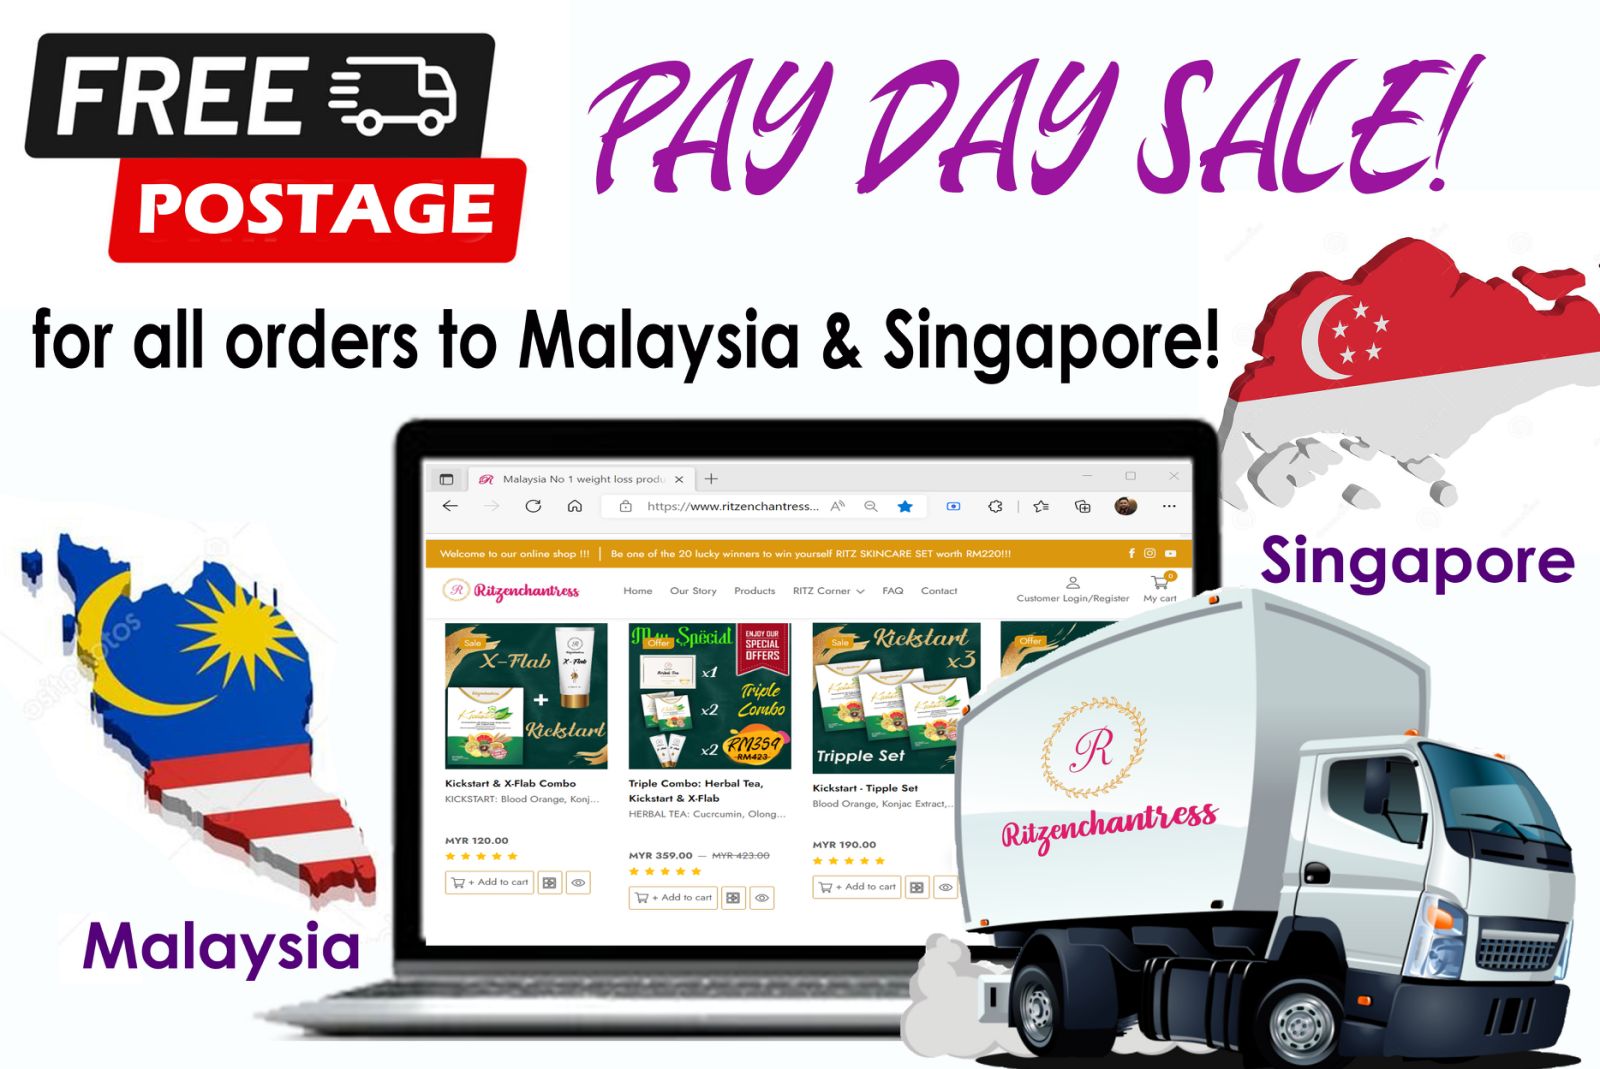 FREE
POSTAGE
PAY DAY SALE!
for all orders to Malaysia & Singapore!
Malaysia No 1 weight loss produ
https://www.ritzenchantress...
Welcome to our online shop !!! | Be one of the 20 lucky winners to win yourself RITZ SKINCARE SET worth RM220!!!
R Ritzenchantress Home Our Story Products RITZ Corner FAQ Contact
Customer Login/Register
0
My cart
Sale
X-Flab
X-Flab
+
Kickstart
Kickstart & X-Flab Combo
KICKSTART: Blood Orange, Konj...
MYR 120.00
+ Add to cart
May Spëcial
Offer
ENJOY OUR
SPECIAL
OFFERS
Herbal Tea
x1
x2
x2
Triple
Combo
RM359
RM423
Triple Combo: Herbal Tea,
Kickstart & X-Flab
HERBAL TEA: Cucrcumin, Olong...
MYR 359.00 — MYR 423.00
+ Add to cart
Sale
Kickstart
x3
Tripple Set
Kickstart - Tipple Set
Blood Orange, Konjac Extract,..
MYR 190.00
+ Add to cart
Offer
Singapore
Malaysia
R
Ritzenchantress